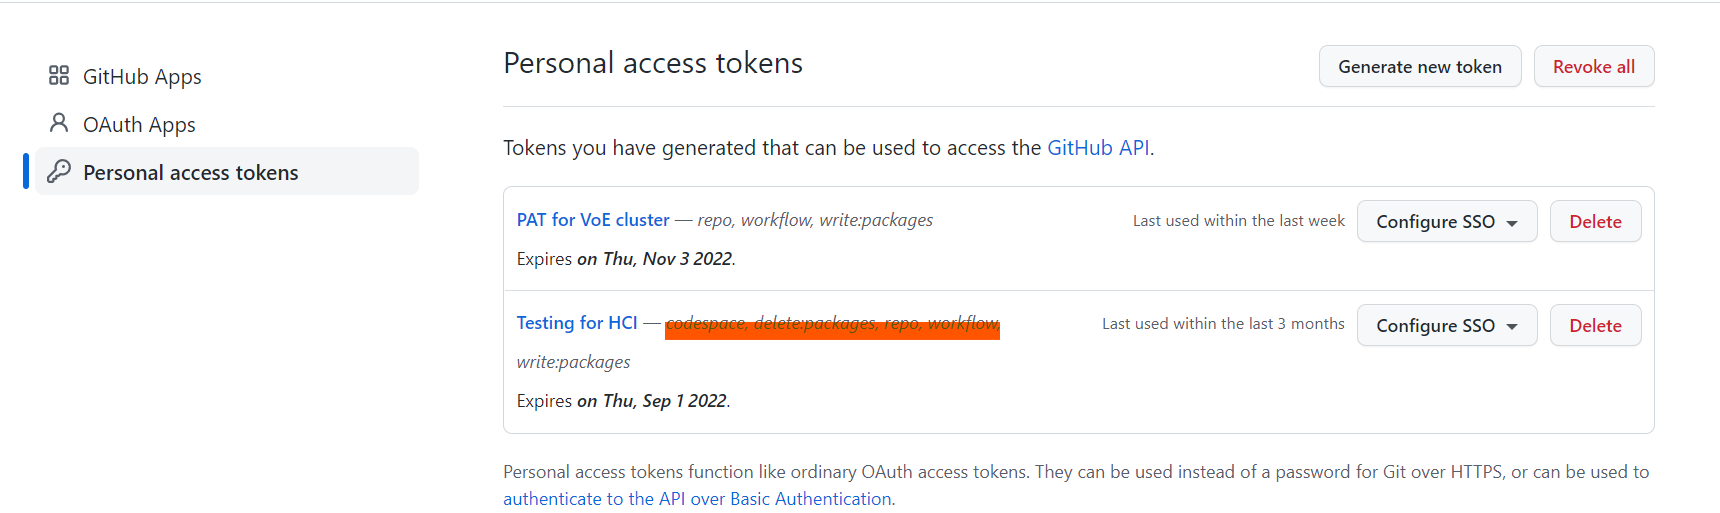 GitHub Apps
OAuth Apps
Personal access tokens
Personal access tokens
Generate new token
Revoke all
Tokens you have generated that can be used to access the GitHub API.
PAT for VoE cluster — repo, workflow, write:packages
Last used within the last week
Configure SSO
Delete
Expires on Thu, Nov 3 2022.
Testing for HCI — codespace, delete:packages, repo, workflow,
write:packages
Last used within the last 3 months
Configure SSO
Delete
Expires on Thu, Sep 1 2022.
Personal access tokens function like ordinary OAuth access tokens. They can be used instead of a password for Git over HTTPS, or can be used to
authenticate to the API over Basic Authentication.